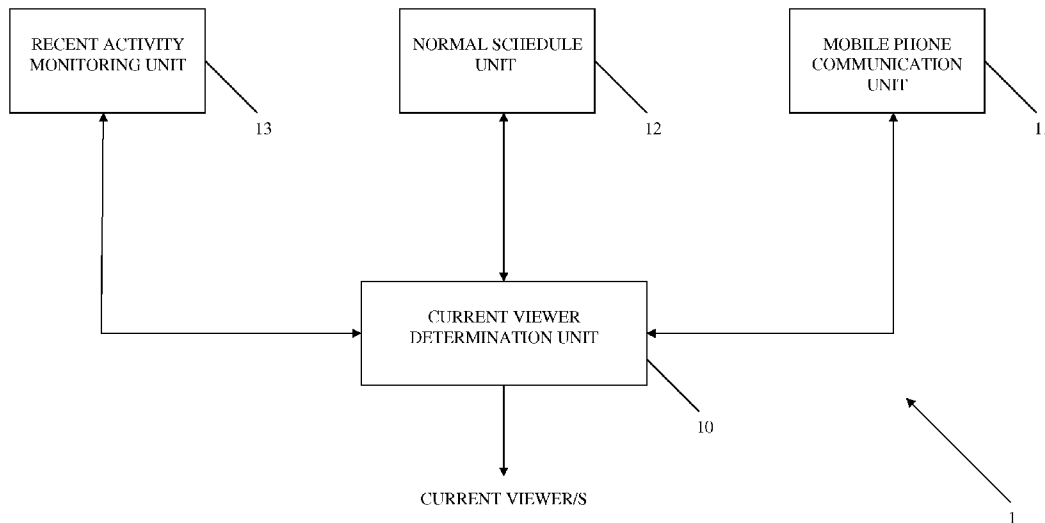 RECENT ACTIVITY
MONITORING UNIT
NORMAL SCHEDULE
UNIT
MOBILE PHONE
COMMUNICATION
UNIT
13
12
CURRENT VIEWER
DETERMINATION UNIT
10
CURRENT VIEWER/S
1